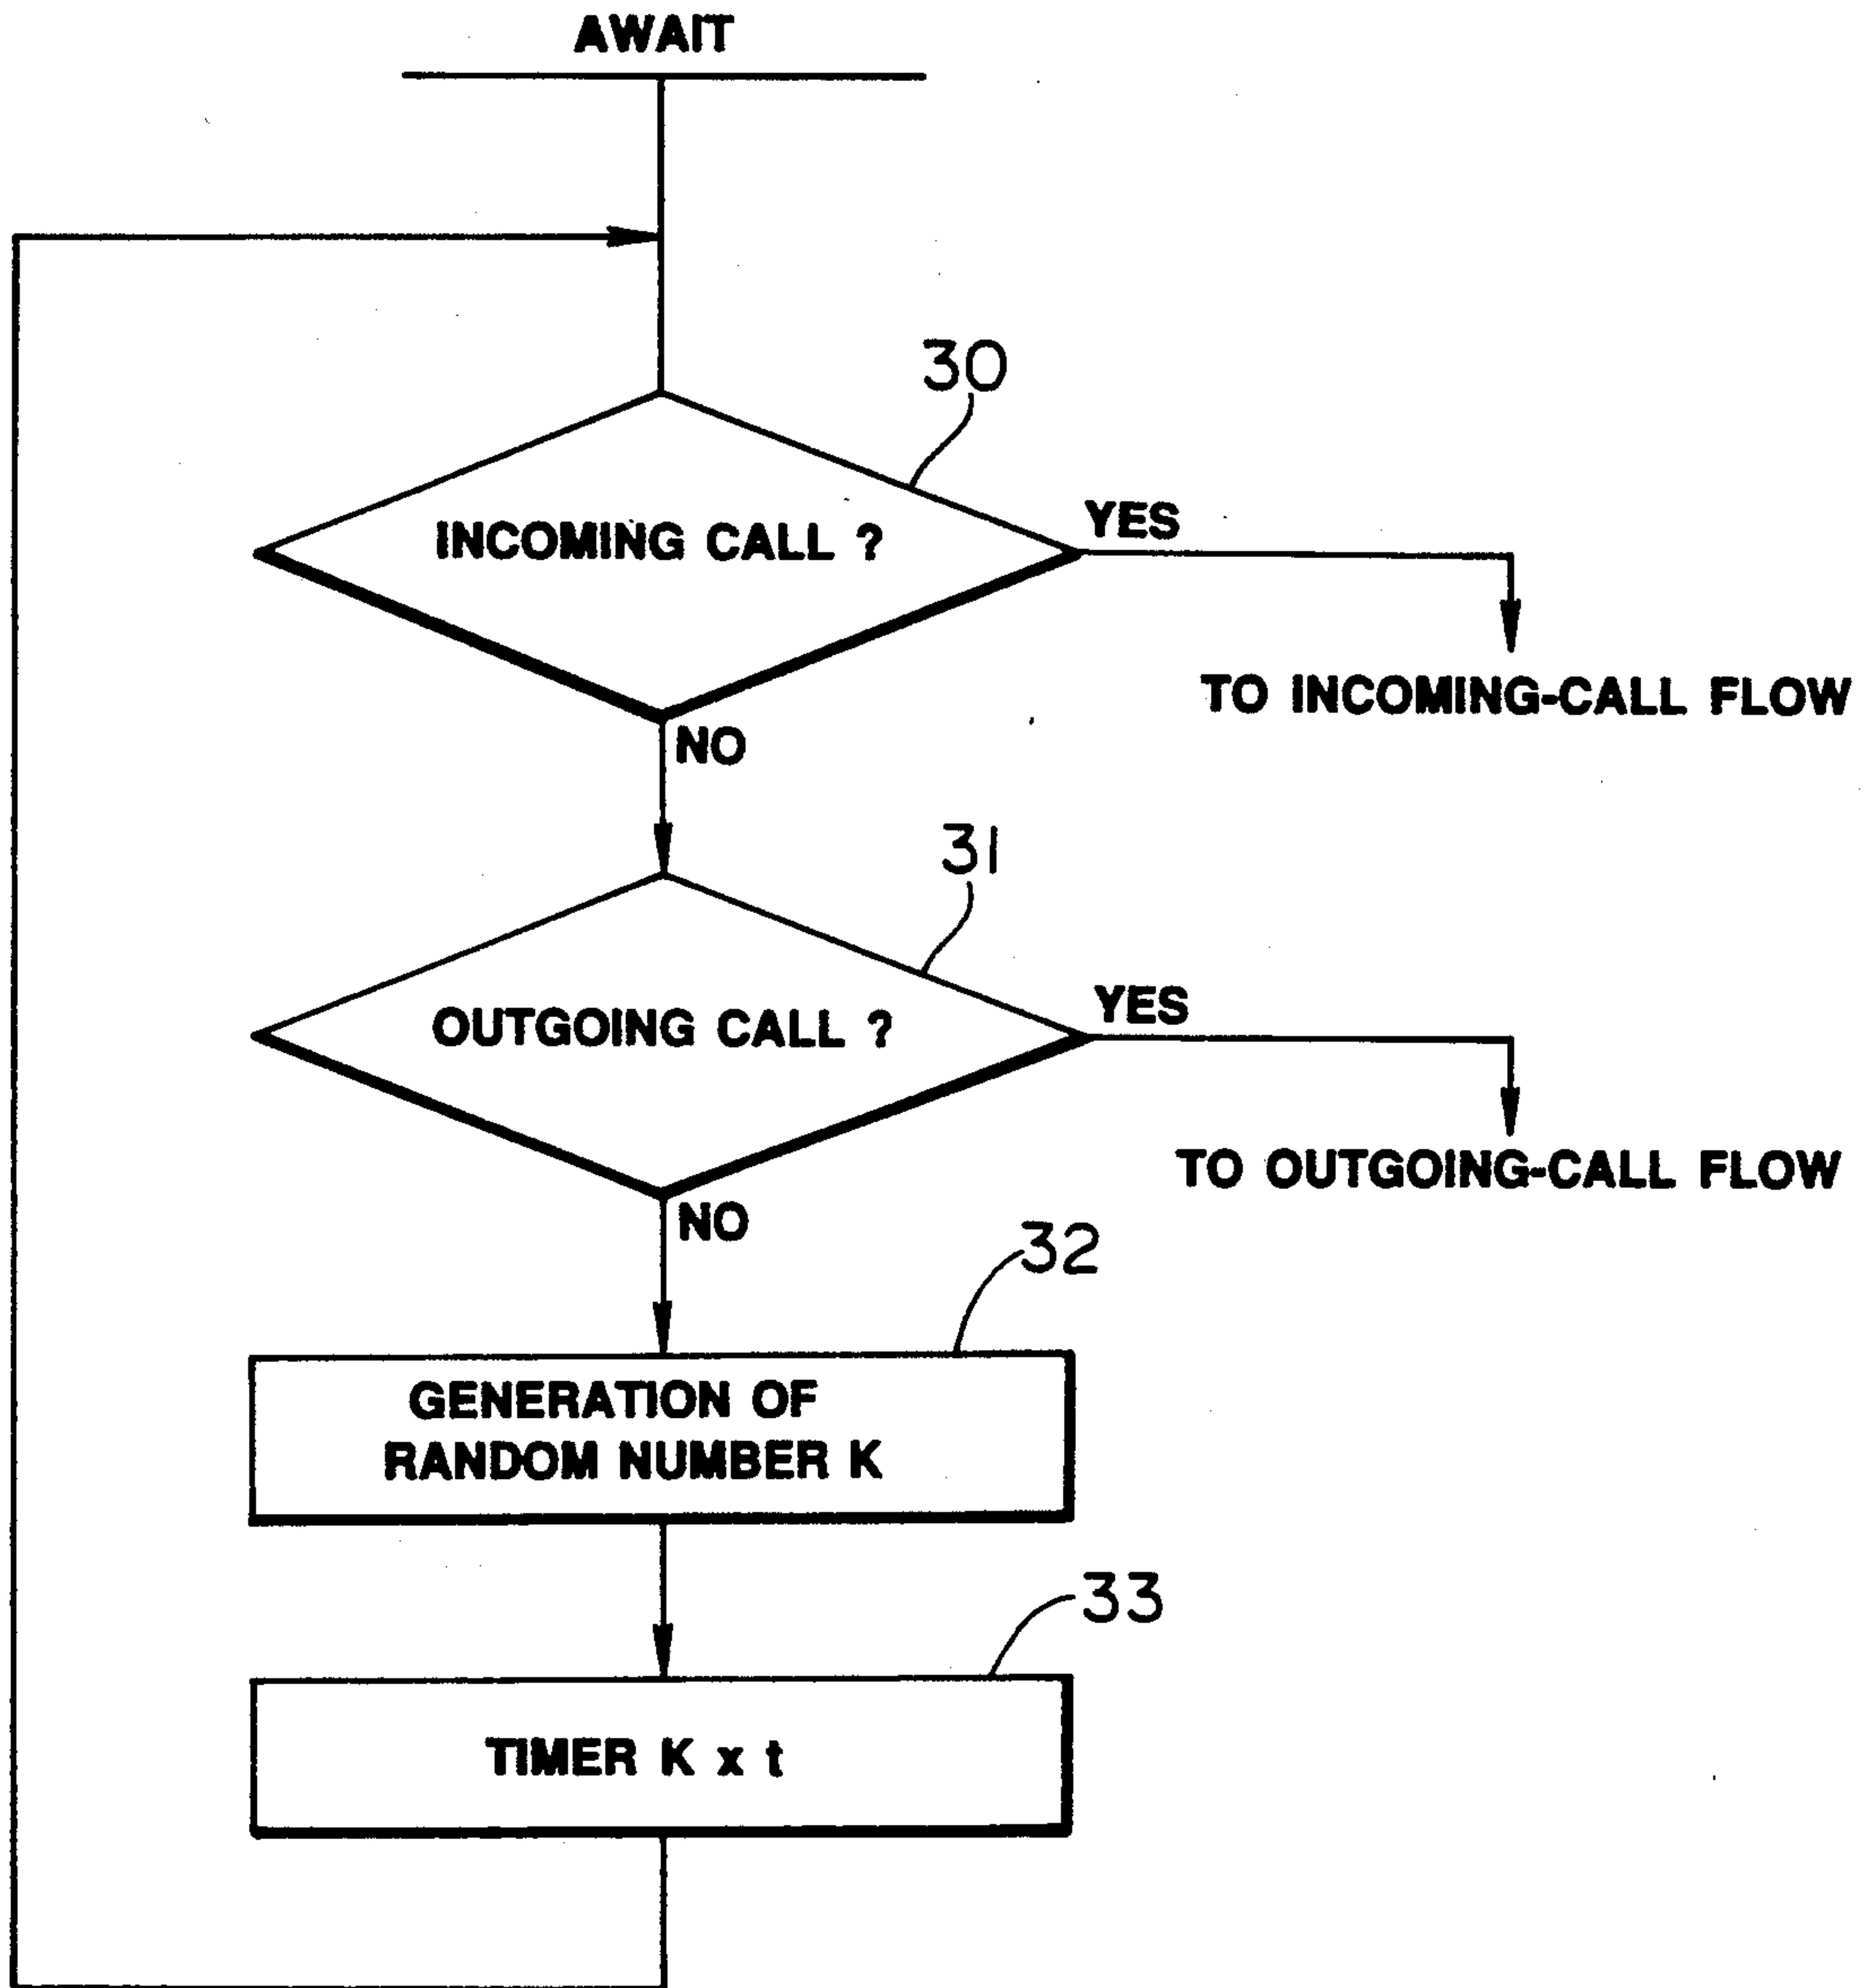 AWAIT
30
INCOMING CALL ?
YES
TO INCOMING-CALL FLOW
NO
31
OUTGOING CALL ?
YES
TO OUTGOING-CALL FLOW
NO
32
GENERATION OF
RANDOM NUMBER K
33
TIMER K x t